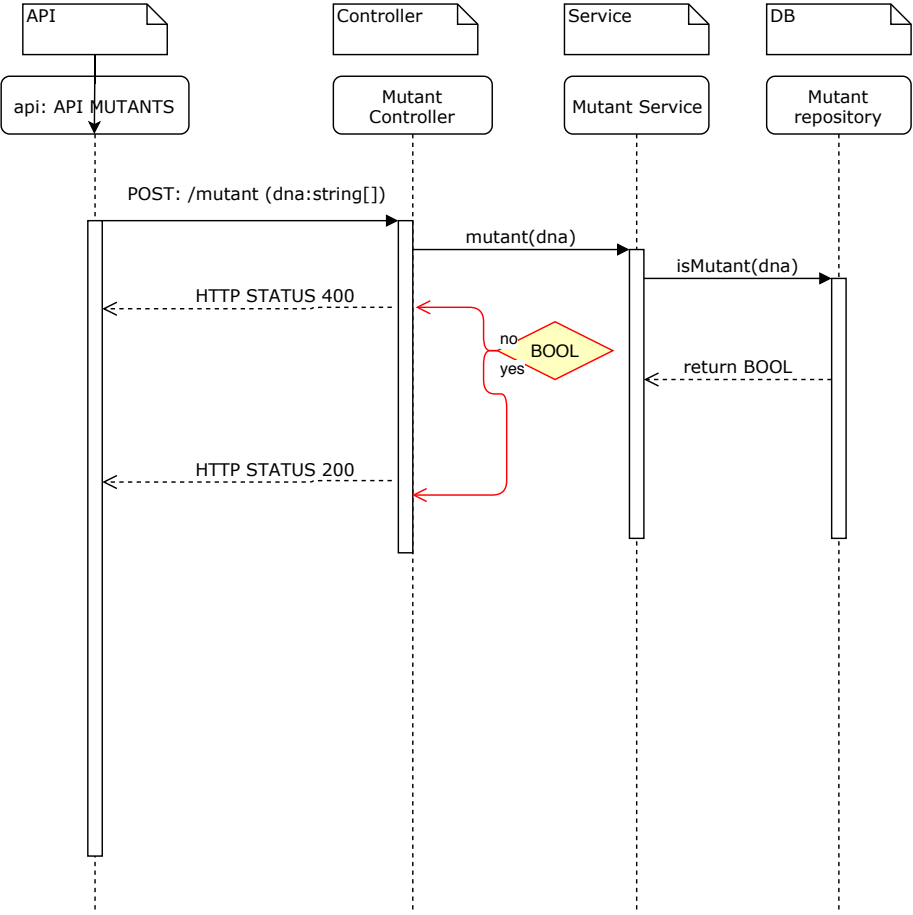 API
Controller
Service
DB
api: API MUTANTS
Mutant
Controller
Mutant Service
Mutant
repository
POST: /mutant (dna:string[])
mutant(dna)
isMutant(dna)
HTTP STATUS 400
no
BOOL
yes
return BOOL
HTTP STATUS 200